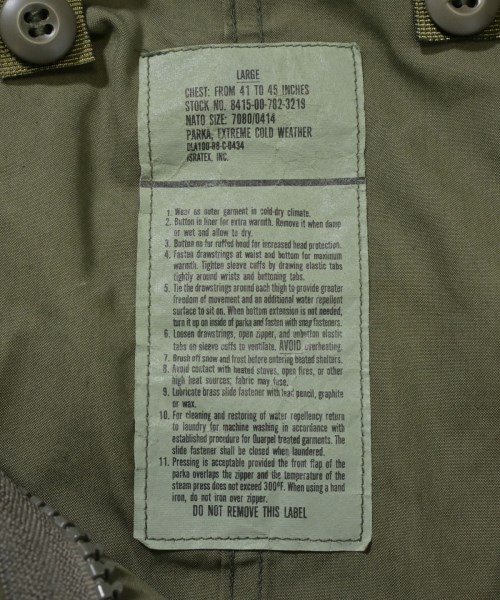 LARGE
CHEST: FROM 41 TO 45 INCHES
STOCK NO. 8415-00-782-3219
NATO SIZE: 7080/0414
PARKA, EXTREME COLD WEATHER
DLA100-88-C-0434
ISRATEX, INC.
1. Wear as outer garment in cold-dry climate.
2. Button in liner for extra warmth. Remove it when damp
or wet and allow to dry.
3. Button on fur ruffed hood for increased head protection.
4. Fasten drawstrings at waist and bottom for maximum
warmth. Tighten sleeve cuffs by drawing elastic tabs
tightly around wrists and buttoning tabs.
5. Tie the drawstrings around each thigh to provide greater
freedom of movement and an additional water repellent
surface to sit on. When bottom extension is not needed,
turn it up on inside of parka and fasten with snap fasteners.
6. Loosen drawstrings, open zipper, and unbutton elastic
tabs on sleeve cuffs to ventilate. AVOID overheating.
7. Brush off snow and frost before entering heated shelters.
8. Avoid contact with heated stoves, open fires, or other
high heat sources; fabric may fuse.
9. Lubricate brass slide fastener with lead pencil, graphite
or wax.
10. For cleaning and restoring of water repellency return
to laundry for machine washing in accordance with
established procedure for Quarpel treated garments. The
slide fastener shall be closed when laundered.
11. Pressing is acceptable provided the front flap of the
parka overlaps the zipper and the temperature of the
steam press does not exceed 300°F. When using a hand
iron, do not iron over zipper.
DO NOT REMOVE THIS LABEL